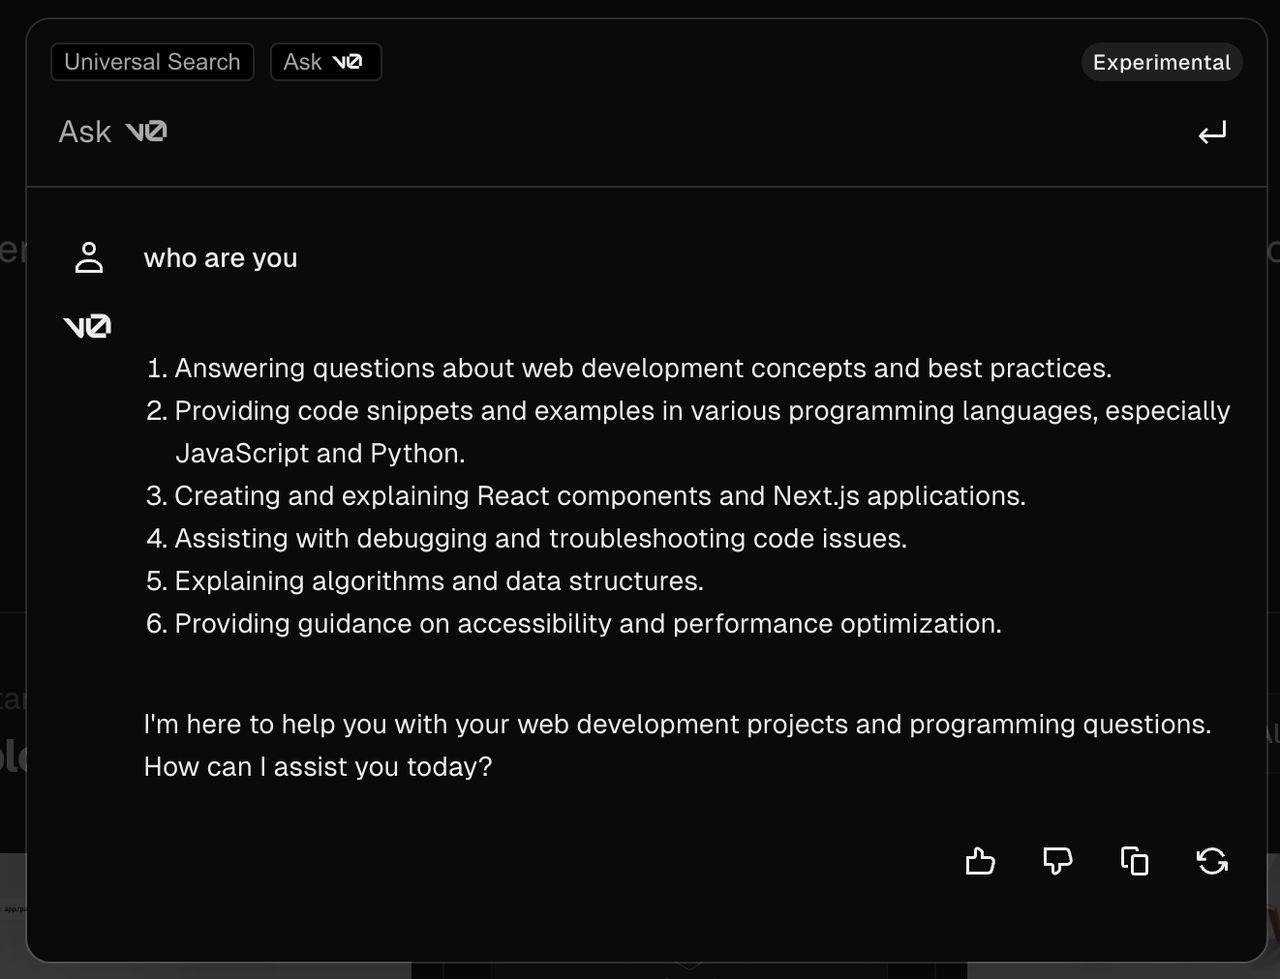 Universal Search
Ask v0
Experimental
Ask v0
who are you
v0
1. Answering questions about web development concepts and best practices.
2. Providing code snippets and examples in various programming languages, especially
JavaScript and Python.
3. Creating and explaining React components and Next.js applications.
4. Assisting with debugging and troubleshooting code issues.
5. Explaining algorithms and data structures.
6. Providing guidance on accessibility and performance optimization.
I'm here to help you with your web development projects and programming questions.
How can I assist you today?